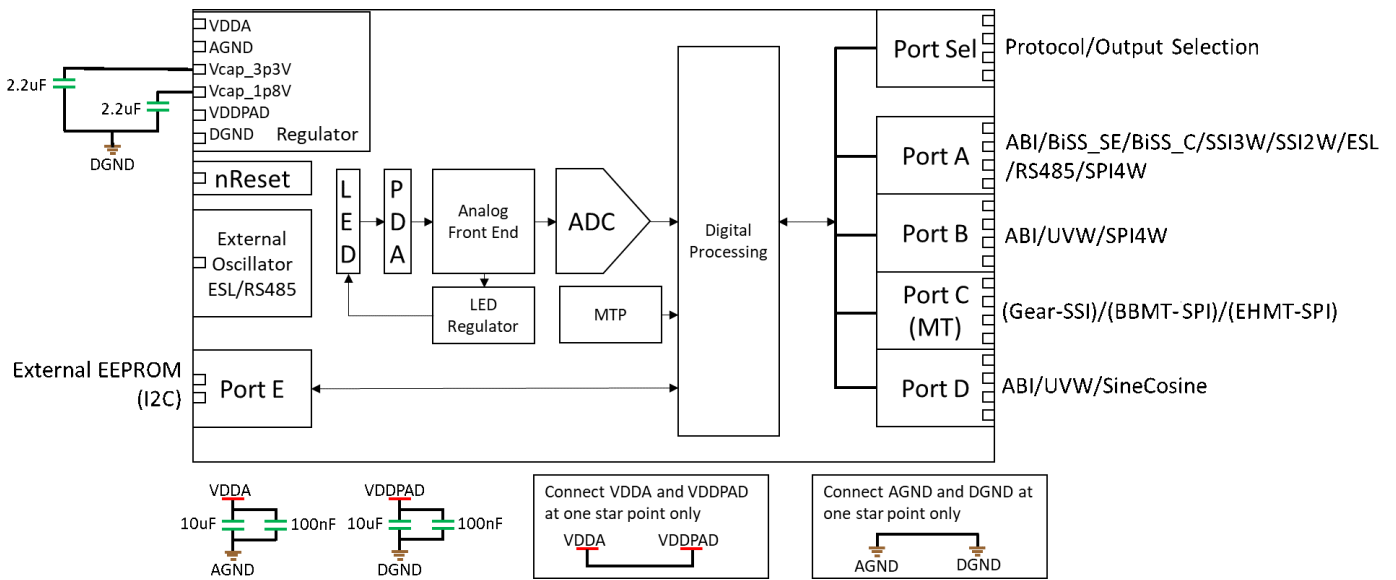 VDDA
AGND
Vcap_3p3V
Vcap_1p8V
VDDPAD
DGND
Regulator
2.2uF
2.2uF
DGND
nReset
External
Oscillator
ESL/RS485
External EEPROM
(I2C)
Port E
L
E
D
P
D
A
Analog
Front End
ADC
LED
Regulator
MTP
Digital
Processing
Port Sel
Protocol/Output Selection
Port A
ABI/BiSS_SE/BiSS_C/SSI3W/SSI2W/ESL
/RS485/SPI4W
Port B
ABI/UVW/SPI4W
Port C
(MT)
(Gear-SSI)/(BBMT-SPI)/(EHMT-SPI)
Port D
ABI/UVW/SineCosine
VDDA
10uF
100nF
AGND
VDDPAD
10uF
100nF
DGND
Connect VDDA and VDDPAD
at one star point only
VDDA
VDDPAD
Connect AGND and DGND at
one star point only
AGND
DGND